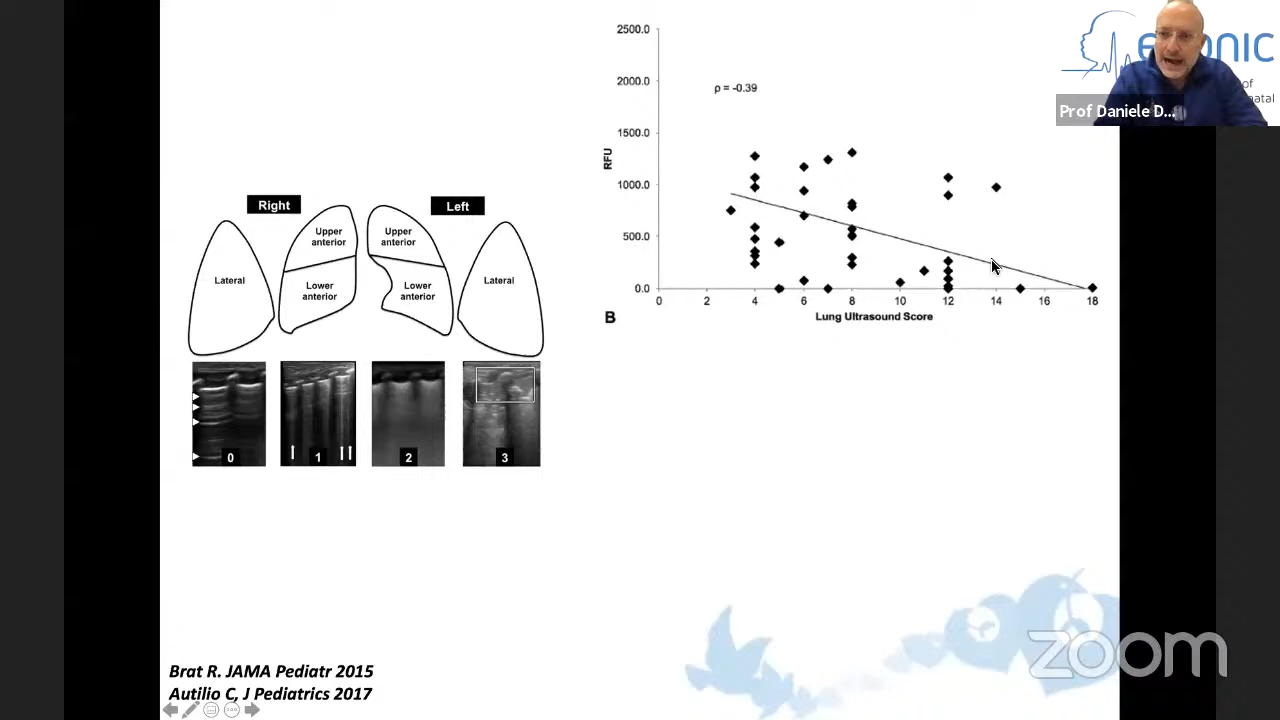 Right
Left
Lateral
Upper
anterior
Lower
anterior
Upper
anterior
Lower
anterior
Lateral
0
1
2
3
2500.0
2000.0
1500.0
1000.0
500.0
0.0
RFU
ρ = -0.39
0 2 4 6 8 10 12 14 16 18
Lung Ultrasound Score
B
Brat R. JAMA Pediatr 2015
Autilio C, J Pediatrics 2017
Prof Daniele D...
of
zoom